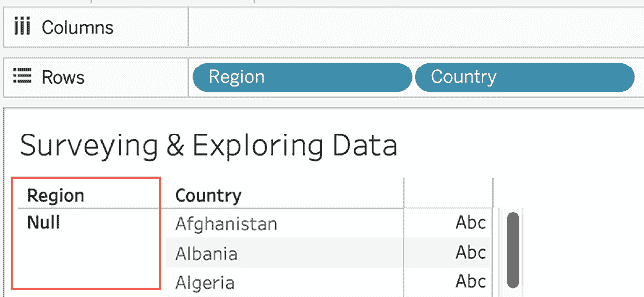 Columns
Rows Region Country
Surveying & Exploring Data
Region Country
Null Afghanistan Abc
Albania Abc
Algeria Abc